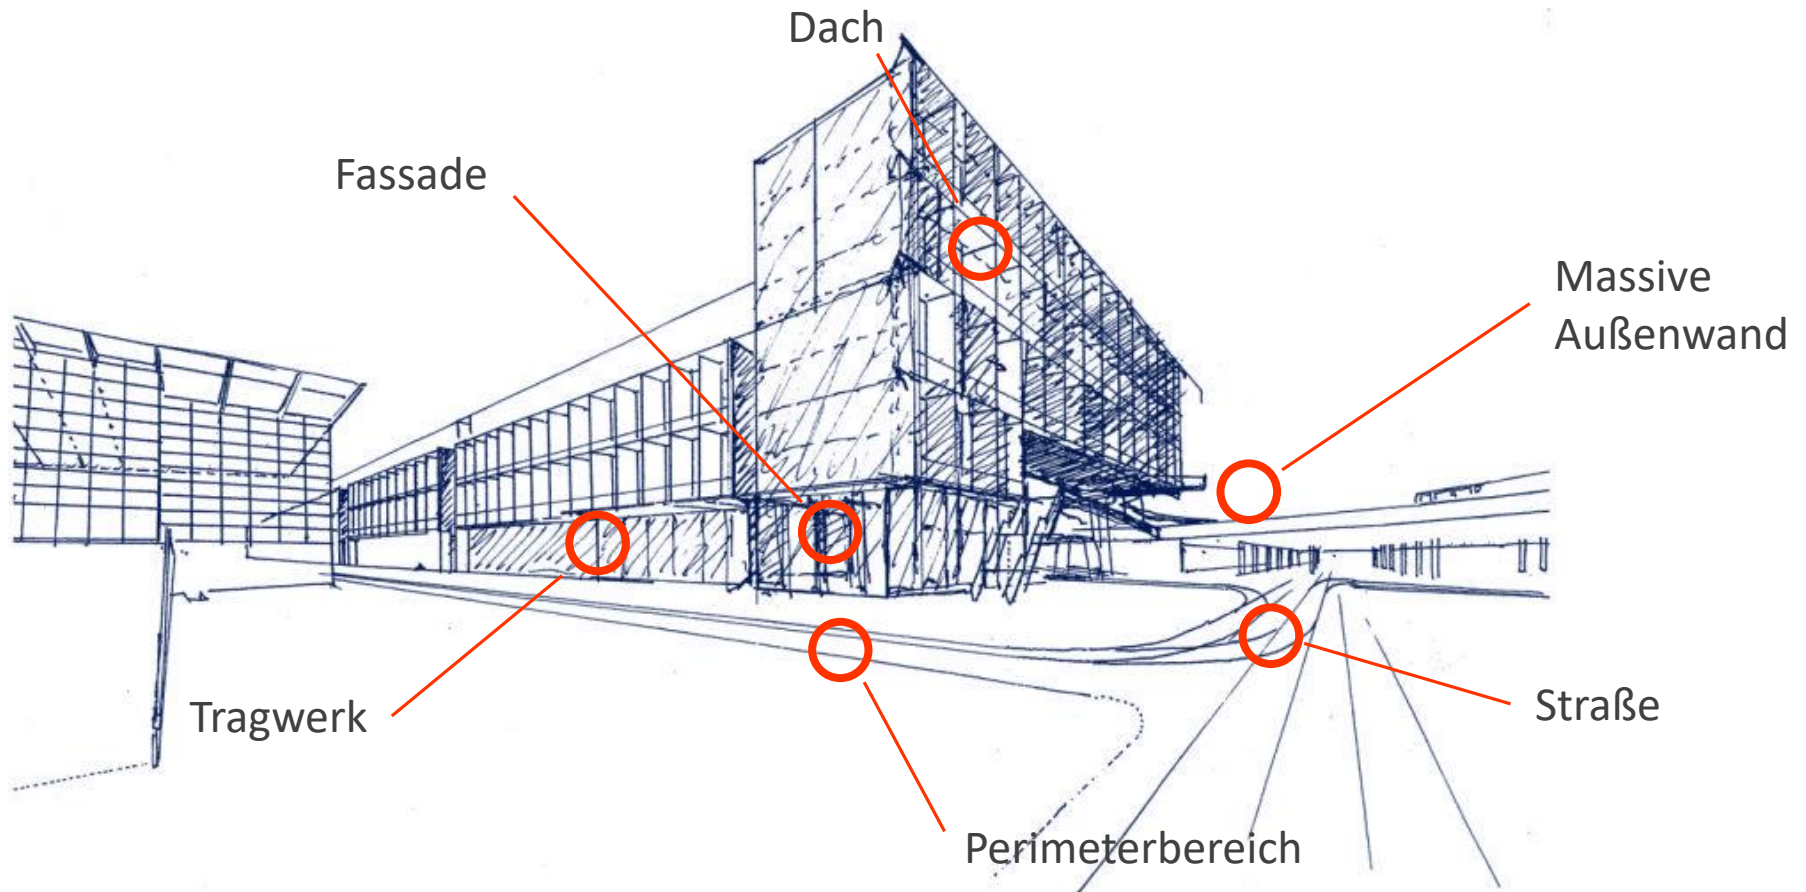 Dach
Fassade
Massive
Außenwand
Tragwerk
Straße
Perimeterbereich